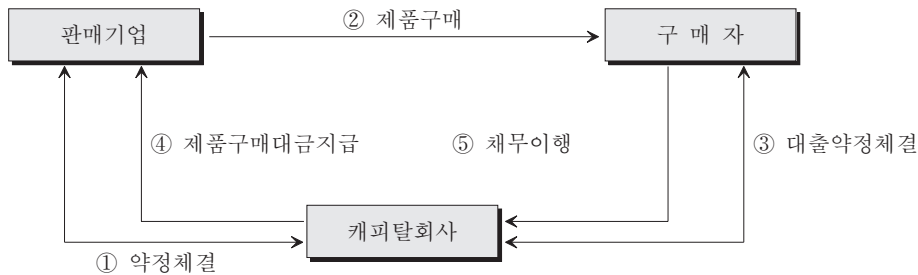 ② 제품구매
판매기업
구 매 자
④ 제품구매대금지급
⑤ 채무이행
③ 대출약정체결
캐피탈회사
① 약정체결